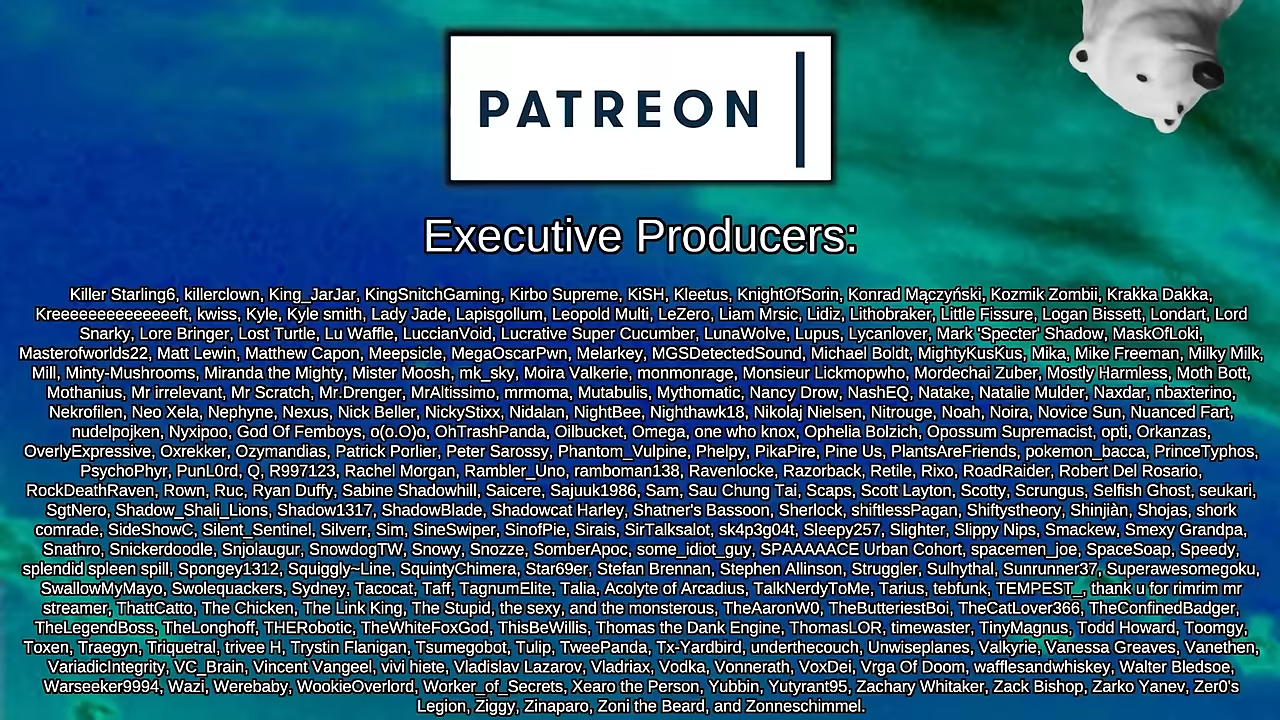 PATREON
Executive Producers:
Killer Starling6, killerclown, King_JarJar, KingSnitchGaming, Kirbo Supreme, KiSH, Kleetus, KnightOfSorin, Konrad Mączyński, Kozmik Zombii, Krakka Dakka,
Kreeeeeeeeeeeeeeft, kwiss, Kyle, Kyle smith, Lady Jade, Lapisgollum, Leopold Multi, LeZero, Liam Mrsic, Lidiz, Lithobraker, Little Fissure, Logan Bissett, Londart, Lord
Snarky, Lore Bringer, Lost Turtle, Lu Waffle, LuccianVoid, Lucrative Super Cucumber, LunaWolve, Lupus, Lycanlover, Mark 'Specter' Shadow, MaskOfLoki,
Masterofworlds22, Matt Lewin, Matthew Capon, Meepsicle, MegaOscarPwn, Melarkey, MGSDetectedSound, Michael Boldt, MightyKusKus, Mika, Mike Freeman, Milky Milk,
Mill, Minty-Mushrooms, Miranda the Mighty, Mister Moosh, mk_sky, Moira Valkerie, monmonrage, Monsieur Lickmopwho, Mordechai Zuber, Mostly Harmless, Moth Bott,
Mothanius, Mr irrelevant, Mr Scratch, Mr.Drenger, MrAltissimo, mrmoma, Mutabulis, Mythomatic, Nancy Drow, NashEQ, Natake, Natalie Mulder, Naxdar, nbaxterino,
Nekrofilen, Neo Xela, Nephyne, Nexus, Nick Beller, NickyStixx, Nidalan, NightBee, Nighthawk18, Nikolaj Nielsen, Nitrouge, Noah, Noira, Novice Sun, Nuanced Fart,
nudelpojken, Nyxipoo, God Of Femboys, o(o.O)o, OhTrashPanda, Oilbucket, Omega, one who knox, Ophelia Bolzich, Opossum Supremacist, opti, Orkanzas,
OverlyExpressive, Oxrekker, Ozymandias, Patrick Porlier, Peter Sarossy, Phantom_Vulpine, Phelpy, PikaPire, Pine Us, PlantsAreFriends, pokemon_bacca, PrinceTyphos,
PsychoPhyr, PunL0rd, Q, R997123, Rachel Morgan, Rambler_Uno, ramboman138, Ravenlocke, Razorback, Retile, Rixo, RoadRaider, Robert Del Rosario,
RockDeathRaven, Rown, Ruc, Ryan Duffy, Sabine Shadowhill, Saicere, Sajuuk1986, Sam, Sau Chung Tai, Scaps, Scott Layton, Scotty, Scrungus, Selfish Ghost, seukari,
SgtNero, Shadow_Shali_Lions, Shadow1317, ShadowBlade, Shadowcat Harley, Shatner's Bassoon, Sherlock, shiftlessPagan, Shiftystheory, Shinjiàn, Shojas, shork
comrade, SideShowC, Silent_Sentinel, Silverr, Sim, SineSwiper, SinofPie, Sirais, SirTalksalot, sk4p3g04t, Sleepy257, Slighter, Slippy Nips, Smackew, Smexy Grandpa,
Snathro, Snickerdoodle, Snjolaugur, SnowdogTW, Snowy, Snozze, SomberApoc, some_idiot_guy, SPAAAAACE Urban Cohort, spacemen_joe, SpaceSoap, Speedy,
splendid spleen spill, Spongey1312, Squiggly~Line, SquintyChimera, Star69er, Stefan Brennan, Stephen Allinson, Struggler, Sulhythal, Sunrunner37, Superawesomegoku,
SwallowMyMayo, Swolequackers, Sydney, Tacocat, Taff, TagnumElite, Talia, Acolyte of Arcadius, TalkNerdyToMe, Tarius, tebfunk, TEMPEST_, thank u for rimrim mr
streamer, ThattCatto, The Chicken, The Link King, The Stupid, the sexy, and the monsterous, TheAaronW0, TheButteriestBoi, TheCatLover366, TheConfinedBadger,
TheLegendBoss, TheLonghoff, THERobotic, TheWhiteFoxGod, ThisBeWillis, Thomas the Dank Engine, ThomasLOR, timewaster, TinyMagnus, Todd Howard, Toomgy,
Toxen, Traegyn, Triquetral, trivee H, Trystin Flanigan, Tsumegobot, Tulip, TweePanda, Tx-Yardbird, underthecouch, Unwiseplanes, Valkyrie, Vanessa Greaves, Vanethen,
VariadicIntegrity, VC_Brain, Vincent Vangeel, vivi hiete, Vladislav Lazarov, Vladriax, Vodka, Vonnerath, VoxDei, Vrga Of Doom, wafflesandwhiskey, Walter Bledsoe,
Warseeker9994, Wazi, Werebaby, WookieOverlord, Worker_of_Secrets, Xearo the Person, Yubbin, Yutyrant95, Zachary Whitaker, Zack Bishop, Zarko Yanev, Zer0's
Legion, Ziggy, Zinaparo, Zoni the Beard, and Zonneschimmel.